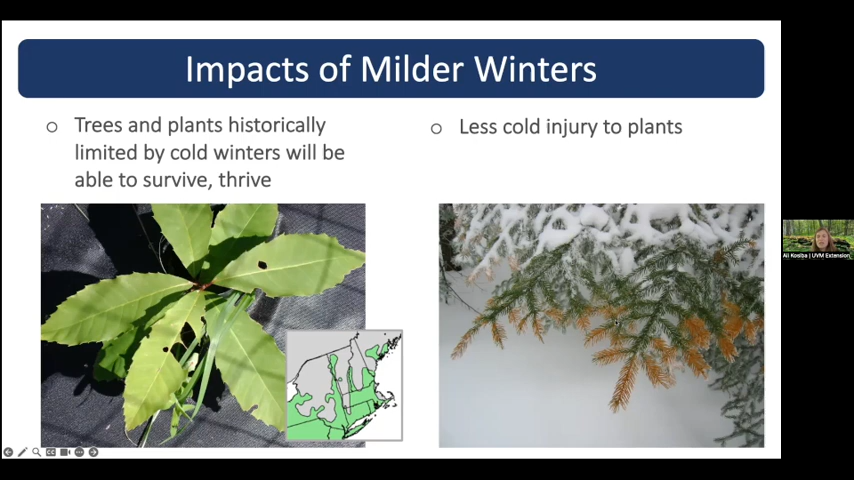 Impacts of Milder Winters
Trees and plants historically
limited by cold winters will be
able to survive, thrive
Less cold injury to plants
Ali Kosiba | UVM Extension